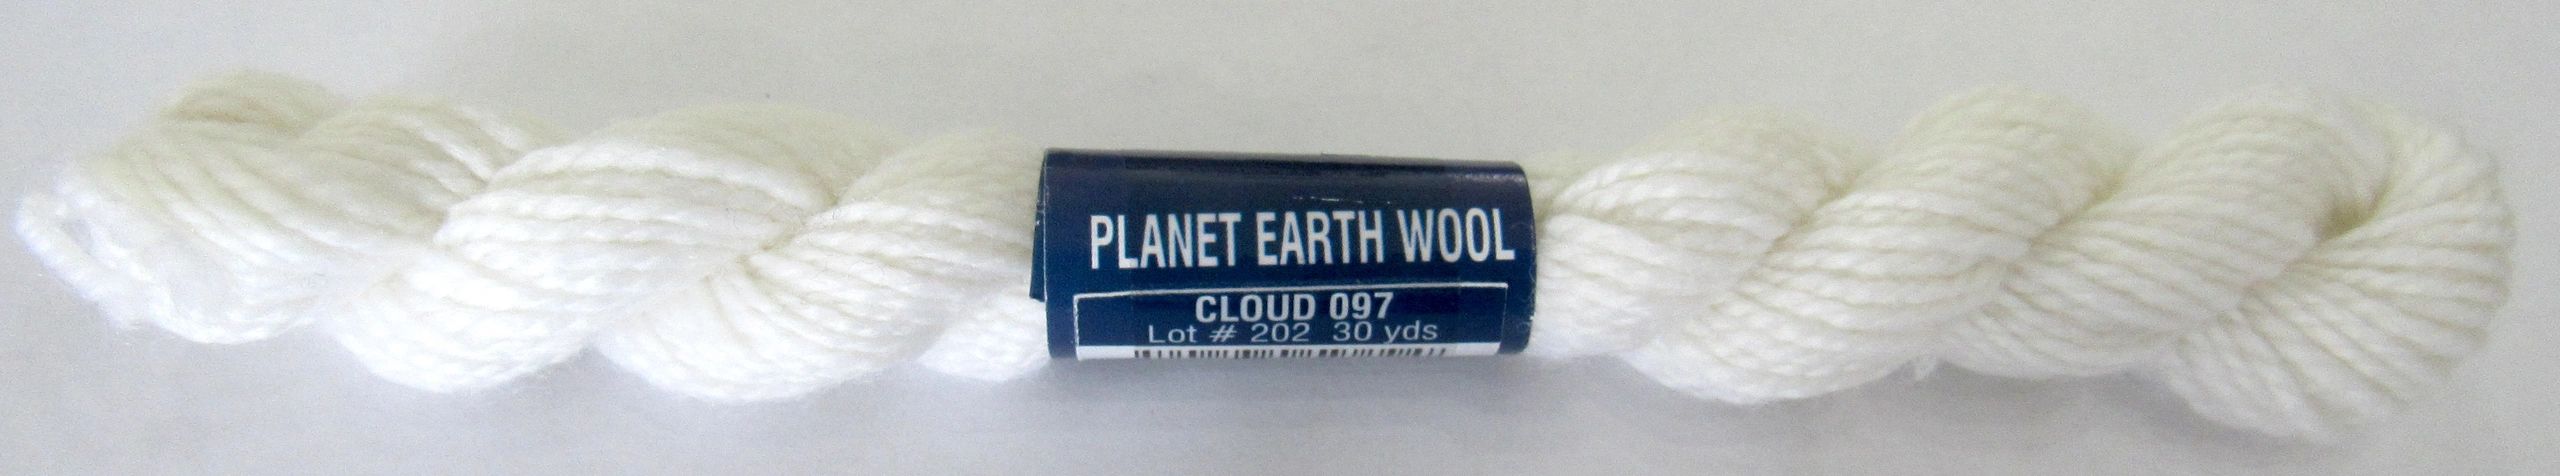 PLANET EARTH WOOL
CLOUD 097
Lot # 202 30 yds